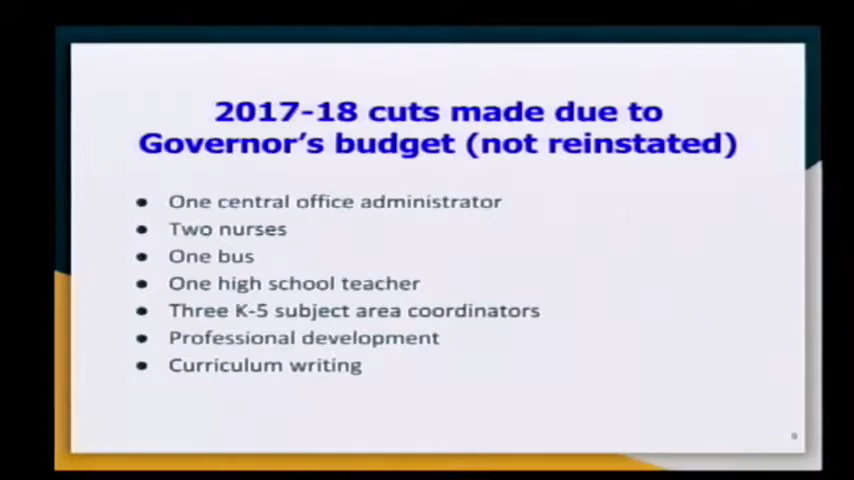 2017-18 cuts made due to
Governor's budget (not reinstated)
● One central office administrator
● Two nurses
● One bus
● One high school teacher
● Three K-5 subject area coordinators
● Professional development
● Curriculum writing